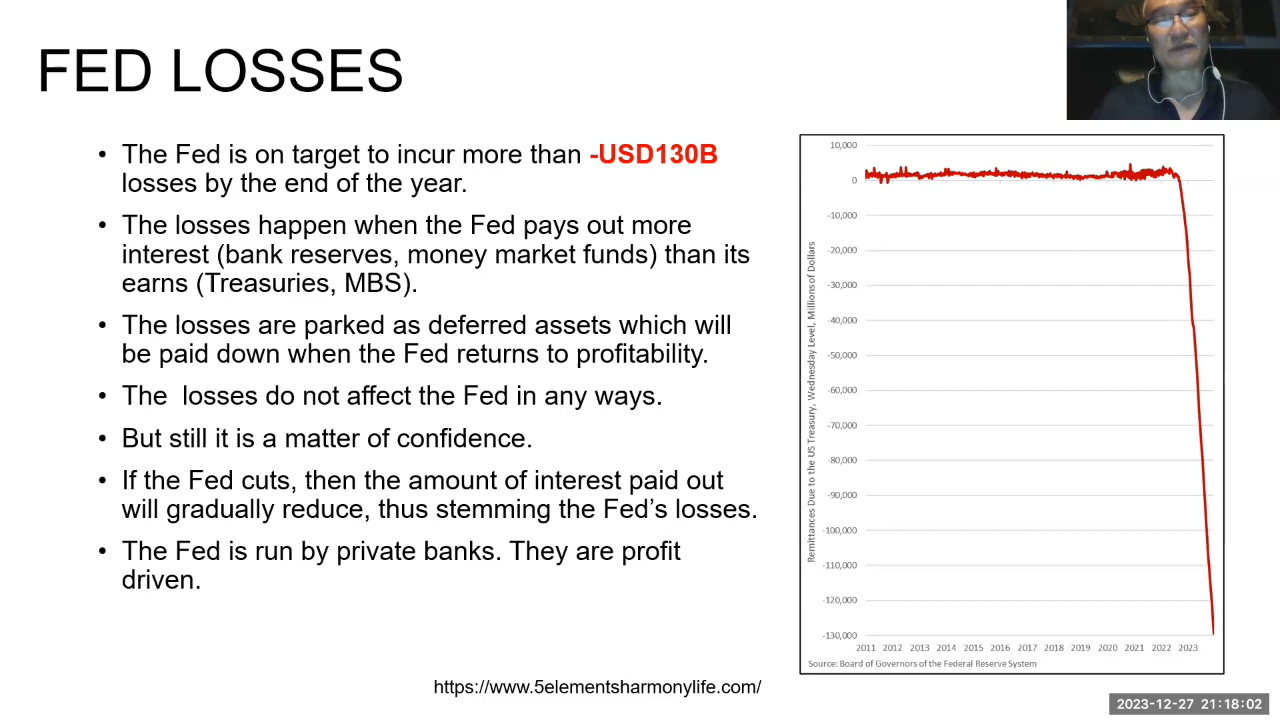 FED LOSSES
• The Fed is on target to incur more than -USD130B
losses by the end of the year.
• The losses happen when the Fed pays out more
interest (bank reserves, money market funds) than its
earns (Treasuries, MBS).
• The losses are parked as deferred assets which will
be paid down when the Fed returns to profitability.
• The  losses do not affect the Fed in any ways.
• But still it is a matter of confidence.
• If the Fed cuts, then the amount of interest paid out
will gradually reduce, thus stemming the Fed's losses.
• The Fed is run by private banks. They are profit
driven.
https://www.5elementsharmonylife.com/
Remittances Due to the US Treasury, Wednesday Level, Millions of Dollars
10,000
0
-10,000
-20,000
-30,000
-40,000
-50,000
-60,000
-70,000
-80,000
-90,000
-100,000
-110,000
-120,000
-130,000
2011 2012 2013 2014 2015 2016 2017 2018 2019 2020 2021 2022 2023
Source: Board of Governors of the Federal Reserve System
2023-12-27 21:18:02